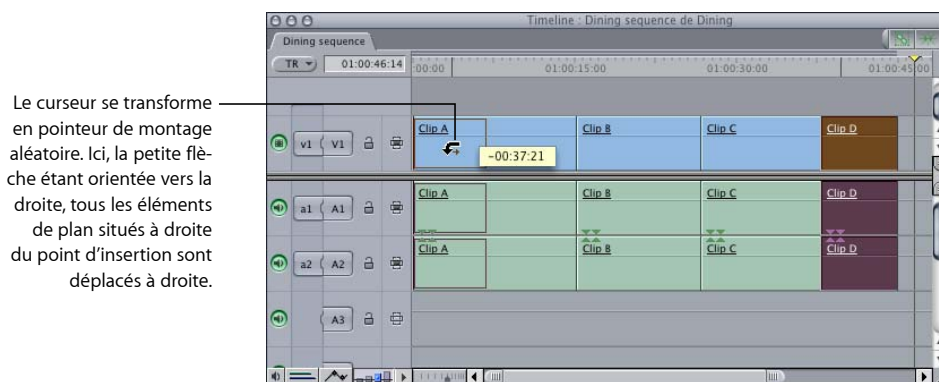 Timeline : Dining sequence de Dining
Dining sequence
TR 01:00:46:14 :00:00 01:00:15:00 01:00:30:00 01:00:45:00
Le curseur se transforme
en pointeur de montage
aléatoire. Ici, la petite flè-
che étant orientée vers la
droite, tous les éléments
de plan situés à droite
du point d'insertion sont
déplacés à droite.
v1 V1 Clip A Clip B Clip C Clip D
-00:37:21
a1 A1 Clip A Clip B Clip C Clip D
a2 A2 Clip A Clip B Clip C Clip D
A3